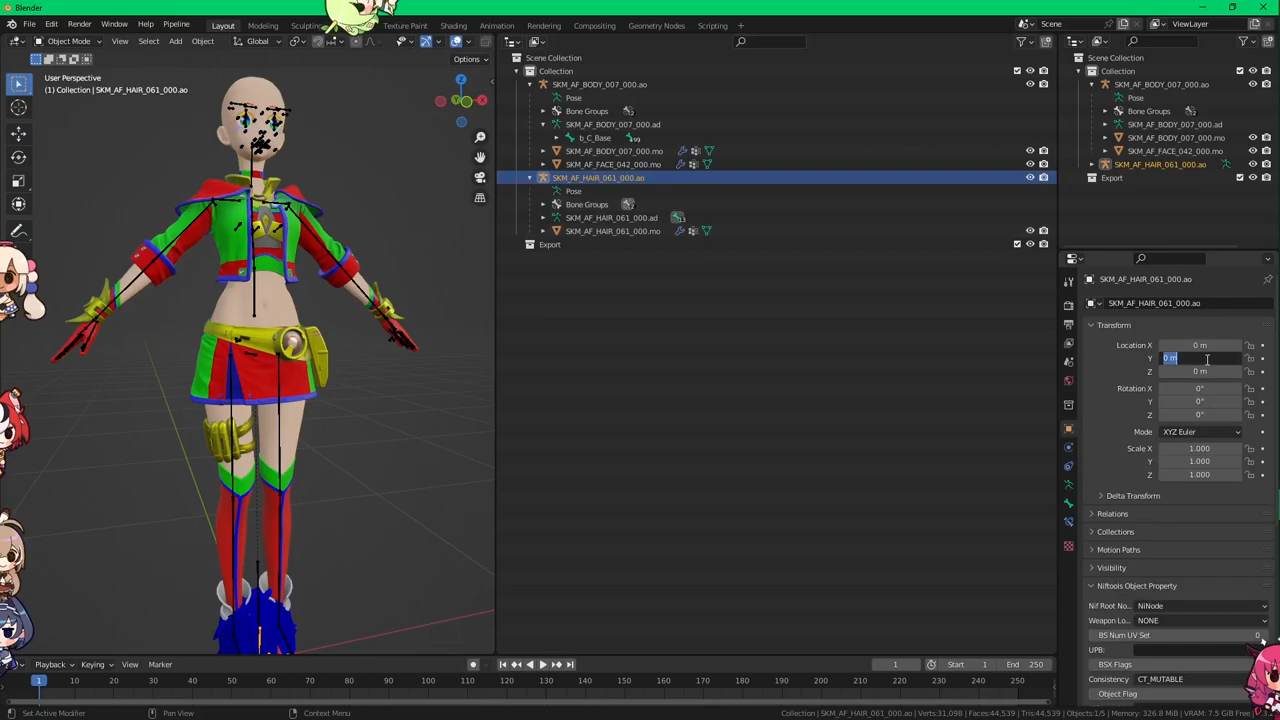 Blender
File Edit Render Window Help Pipeline Layout Modeling Texture Paint Shading Animation Rendering Compositing Geometry Nodes Scripting Scene ViewLayer
Object Mode View Select Add Object Global
Options
User Perspective
(1) Collection | SKM_AF_HAIR_061_000.ao
Z
Y
X
Scene Collection
Collection
SKM_AF_BODY_007_000.ao
Pose
Bone Groups
SKM_AF_BODY_007_000.ad
b_C_Base
SKM_AF_BODY_007_000.mo
SKM_AF_FACE_042_000.mo
SKM_AF_HAIR_061_000.ao
Pose
Bone Groups
SKM_AF_HAIR_061_000.ad
SKM_AF_HAIR_061_000.mo
Export
Scene Collection
Collection
SKM_AF_BODY_007_000.ao
Pose
Bone Groups
SKM_AF_BODY_007_000.ad
SKM_AF_BODY_007_000.mo
SKM_AF_FACE_042_000.mo
SKM_AF_HAIR_061_000.ao
Export
SKM_AF_HAIR_061_000.ao
SKM_AF_HAIR_061_000.ao
Transform
Location X 0 m
Y 0 m
Z 0 m
Rotation X 0°
Y 0°
Z 0°
Mode XYZ Euler
Scale X 1.000
Y 1.000
Z 1.000
Delta Transform
Relations
Collections
Motion Paths
Visibility
Niftools Object Property
Nif Root No... NiNode
Weapon Lo... NONE
BS Num UV Set 0
UPB:
BSX Flags
Consistency CT_MUTABLE
Object Flag
Playback Keying View Marker 1 Start 1 End 250
1 10 20 30 40 50 60 70 80 90 100 110 120 130 140 150 160 170 180 190 200 210 220 230 240 250
Set Active Modifier Pan View Context Menu Collection | SKM_AF_HAIR_061_000.ao | Verts:31,098 | Faces:44,539 | Tris:44,539 | Objects:1/5 | Memory: 326.8 MiB | VRAM: 7.5 GiB Free